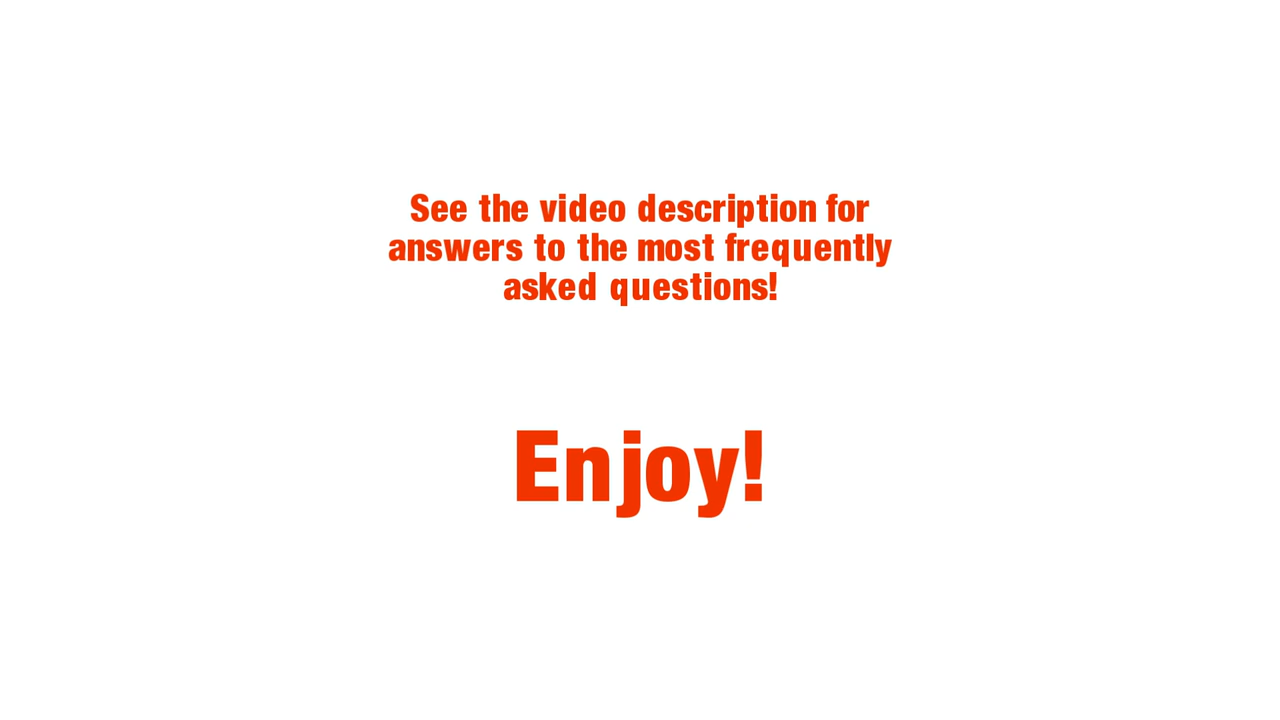 See the video description for
answers to the most frequently
asked questions!
Enjoy!